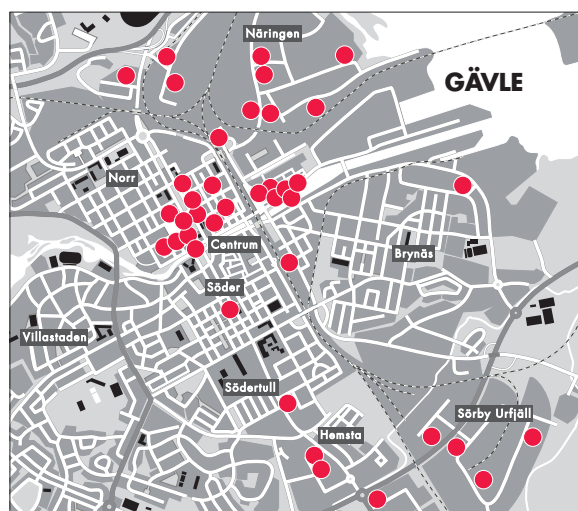 Näringen
GÄVLE
Norr
Centrum
Brynäs
Söder
Villastaden
Södertull
Sörby Urfjäll
Hemsta